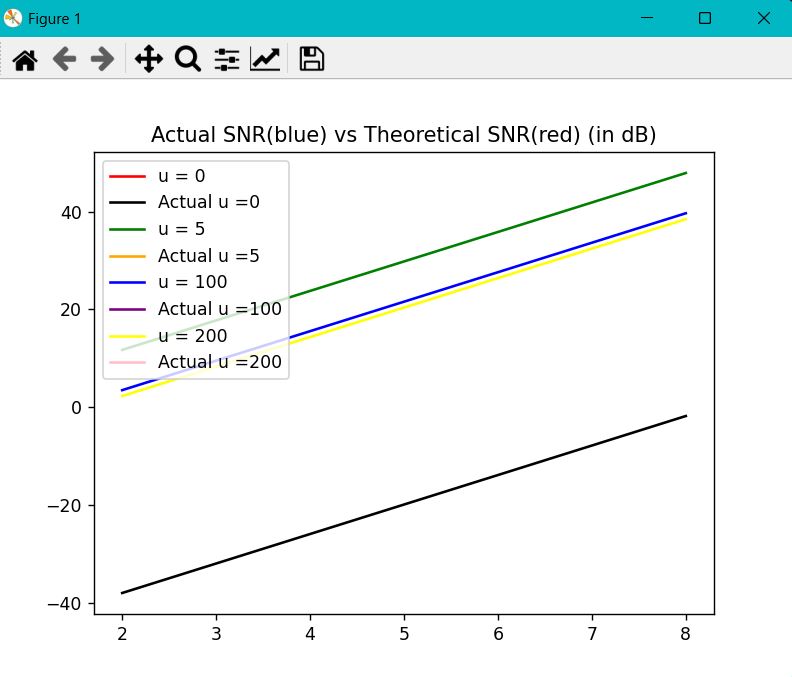 Figure 1
Actual SNR(blue) vs Theoretical SNR(red) (in dB)
u = 0
Actual u =0
u = 5
Actual u =5
u = 100
Actual u =100
u = 200
Actual u =200
40
20
0
−20
−40
2 3 4 5 6 7 8